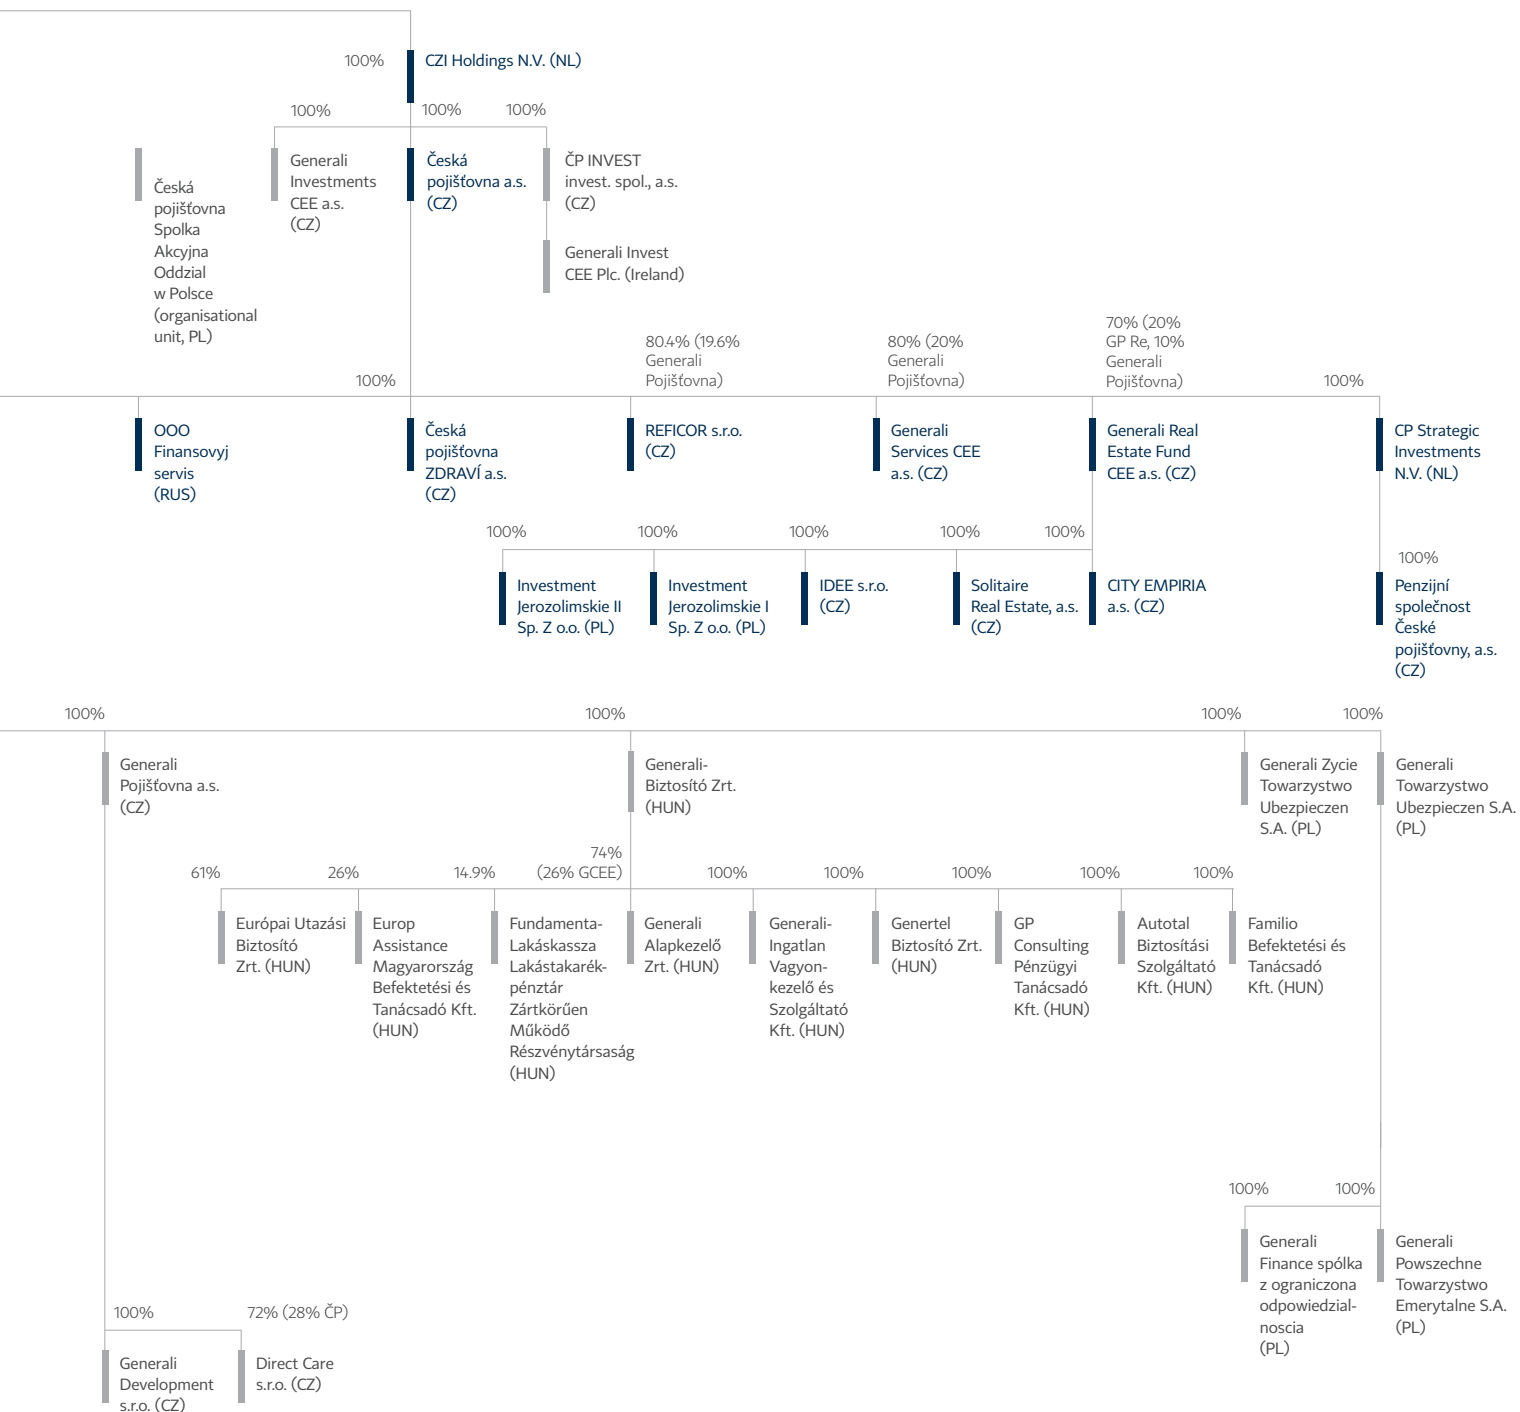 100%
CZI Holdings N.V. (NL)
100%
100%
100%
Česká
pojišťovna
Spolka
Akcyjna
Oddzial
w Polsce
(organisational
unit, PL)
Generali
Investments
CEE a.s.
(CZ)
Česká
pojišťovna a.s.
(CZ)
ČP INVEST
invest. spol., a.s.
(CZ)
Generali Invest
CEE Plc. (Ireland)
100%
80.4% (19.6%
Generali
Pojišťovna)
80% (20%
Generali
Pojišťovna)
70% (20%
GP Re, 10%
Generali
Pojišťovna)
100%
OOO
Finansovyj
servis
(RUS)
Česká
pojišťovna
ZDRAVÍ a.s.
(CZ)
REFICOR s.r.o.
(CZ)
Generali
Services CEE
a.s. (CZ)
Generali Real
Estate Fund
CEE a.s. (CZ)
CP Strategic
Investments
N.V. (NL)
100%
100%
100%
100%
100%
100%
Investment
Jerozolimskie II
Sp. Z o.o. (PL)
Investment
Jerozolimskie I
Sp. Z o.o. (PL)
IDEE s.r.o.
(CZ)
Solitaire
Real Estate, a.s.
(CZ)
CITY EMPIRIA
a.s. (CZ)
Penzijní
společnost
České
pojišťovny, a.s.
(CZ)
100%
100%
100%
100%
Generali
Pojišťovna a.s.
(CZ)
Generali-
Biztosító Zrt.
(HUN)
Generali Zycie
Towarzystwo
Ubezpieczen
S.A. (PL)
Generali
Towarzystwo
Ubezpieczen S.A.
(PL)
61%
26%
14.9%
74%
(26% GCEE)
100%
100%
100%
100%
100%
Európai Utazási
Biztosító
Zrt. (HUN)
Europ
Assistance
Magyarország
Befektetési és
Tanácsadó Kft.
(HUN)
Fundamenta-
Lakáskassza
Lakástakarék-
pénztár
Zártkörűen
Működő
Részvénytársaság
(HUN)
Generali
Alapkezelő
Zrt. (HUN)
Generali-
Ingatlan
Vagyon-
kezelő és
Szolgáltató
Kft. (HUN)
Genertel
Biztosító Zrt.
(HUN)
GP
Consulting
Pénzügyi
Tanácsadó
Kft. (HUN)
Autotal
Biztosítási
Szolgáltató
Kft. (HUN)
Familio
Befektetési és
Tanácsadó
Kft. (HUN)
100%
100%
Generali
Finance spólka
z ograniczona
odpowiedzial-
noscia
(PL)
Generali
Powszechne
Towarzystwo
Emerytalne S.A.
(PL)
100%
72% (28% ČP)
Generali
Development
s.r.o. (CZ)
Direct Care
s.r.o. (CZ)